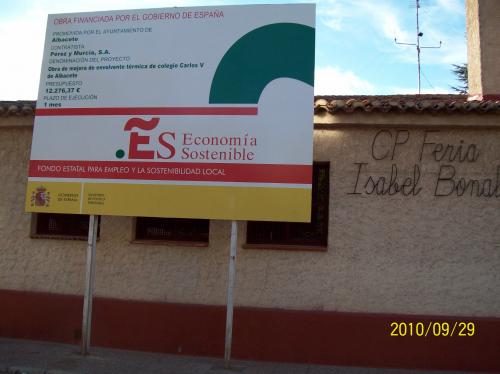 OBRA FINANCIADA POR EL GOBIERNO DE ESPAÑA
PROMOVIDA POR EL AYUNTAMIENTO DE
Albacete
CONTRATISTA
Pérez y Murcia, S.A.
DENOMINACIÓN DEL PROYECTO
Obra de mejora de envolvente térmica de colegio Carlos V
de Albacete
PRESUPUESTO
12.276,37 €
PLAZO DE EJECUCIÓN
1 mes
.ES Economía
Sostenible
FONDO ESTATAL PARA EMPLEO Y LA SOSTENIBILIDAD LOCAL
GOBIERNO
DE ESPAÑA
CP Feria
Isabel Bonal
2010/09/29